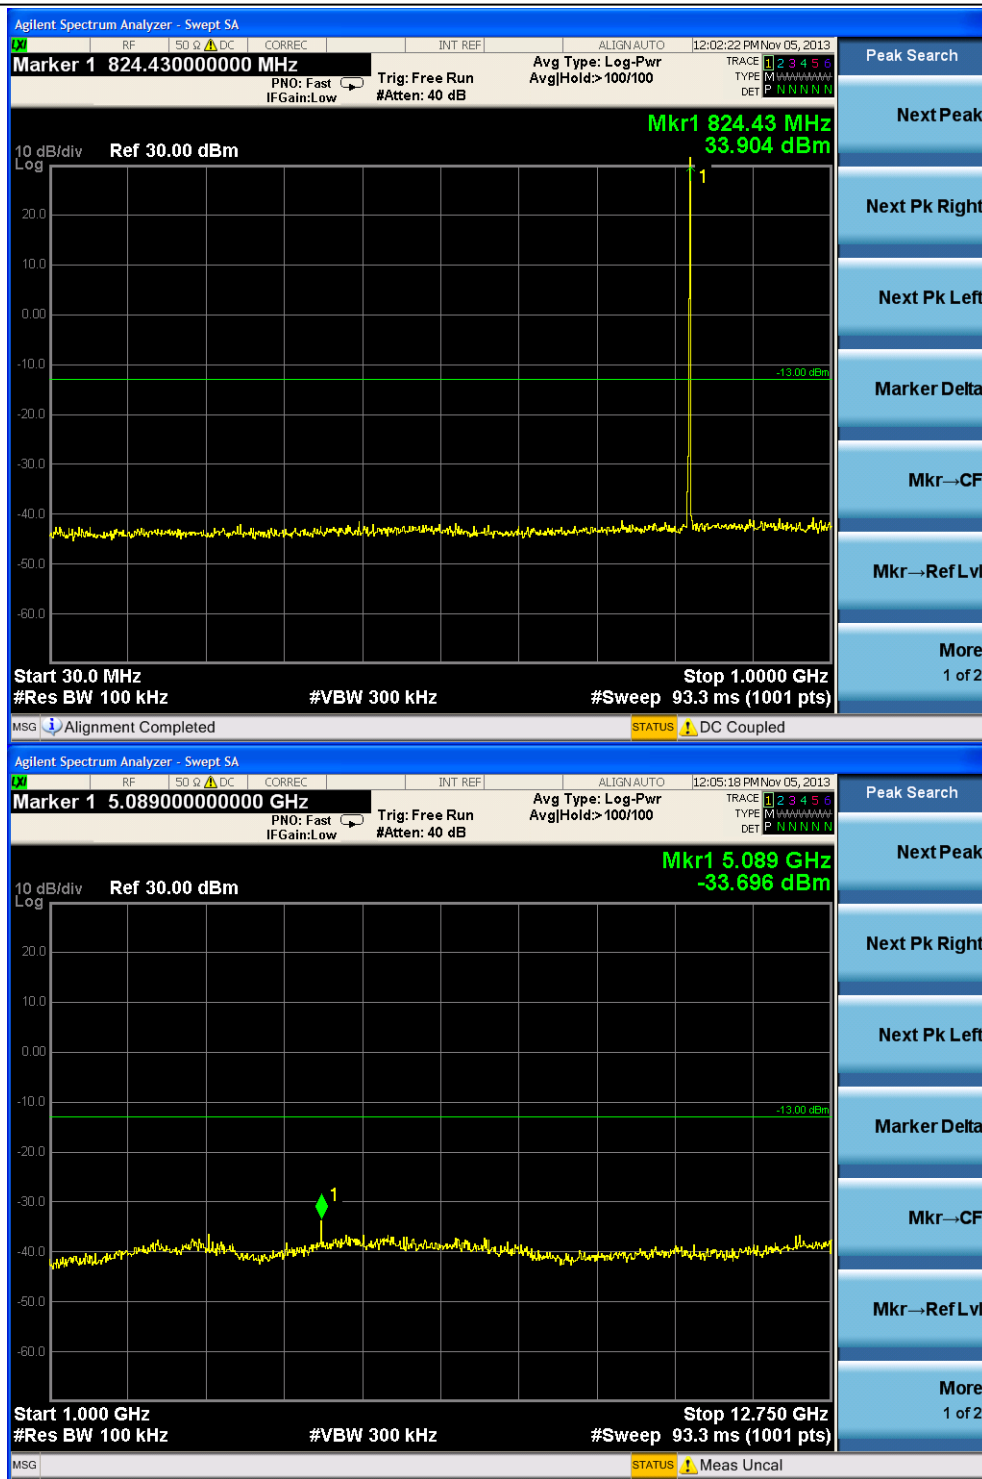 Agilent Spectrum Analyzer - Swept SA
LXI RF 50 Ω DC CORREC INT REF ALIGN AUTO 12:02:22 PM Nov 05, 2013
Marker 1 824.430000000 MHz
PNO: Fast
IFGain:Low
Trig: Free Run
#Atten: 40 dB
Avg Type: Log-Pwr
Avg|Hold:>100/100
TRACE 1 2 3 4 5 6
TYPE M
DET P N N N N N
Mkr1 824.43 MHz
33.904 dBm
10 dB/div Ref 30.00 dBm
Log
1
20.0
10.0
0.00
-10.0
-13.00 dBm
-20.0
-30.0
-40.0
-50.0
-60.0
Start 30.0 MHz Stop 1.0000 GHz
#Res BW 100 kHz #VBW 300 kHz #Sweep 93.3 ms (1001 pts)
MSG Alignment Completed STATUS DC Coupled
Peak Search
Next Peak
Next Pk Right
Next Pk Left
Marker Delta
Mkr→CF
Mkr→Ref Lvl
More
1 of 2
Agilent Spectrum Analyzer - Swept SA
LXI RF 50 Ω DC CORREC INT REF ALIGN AUTO 12:05:18 PM Nov 05, 2013
Marker 1 5.089000000000 GHz
PNO: Fast
IFGain:Low
Trig: Free Run
#Atten: 40 dB
Avg Type: Log-Pwr
Avg|Hold:>100/100
TRACE 1 2 3 4 5 6
TYPE M
DET P N N N N N
Mkr1 5.089 GHz
-33.696 dBm
10 dB/div Ref 30.00 dBm
Log
20.0
10.0
0.00
-10.0
-13.00 dBm
-20.0
-30.0
1
-40.0
-50.0
-60.0
Start 1.000 GHz Stop 12.750 GHz
#Res BW 100 kHz #VBW 300 kHz #Sweep 93.3 ms (1001 pts)
MSG STATUS Meas Uncal
Peak Search
Next Peak
Next Pk Right
Next Pk Left
Marker Delta
Mkr→CF
Mkr→Ref Lvl
More
1 of 2